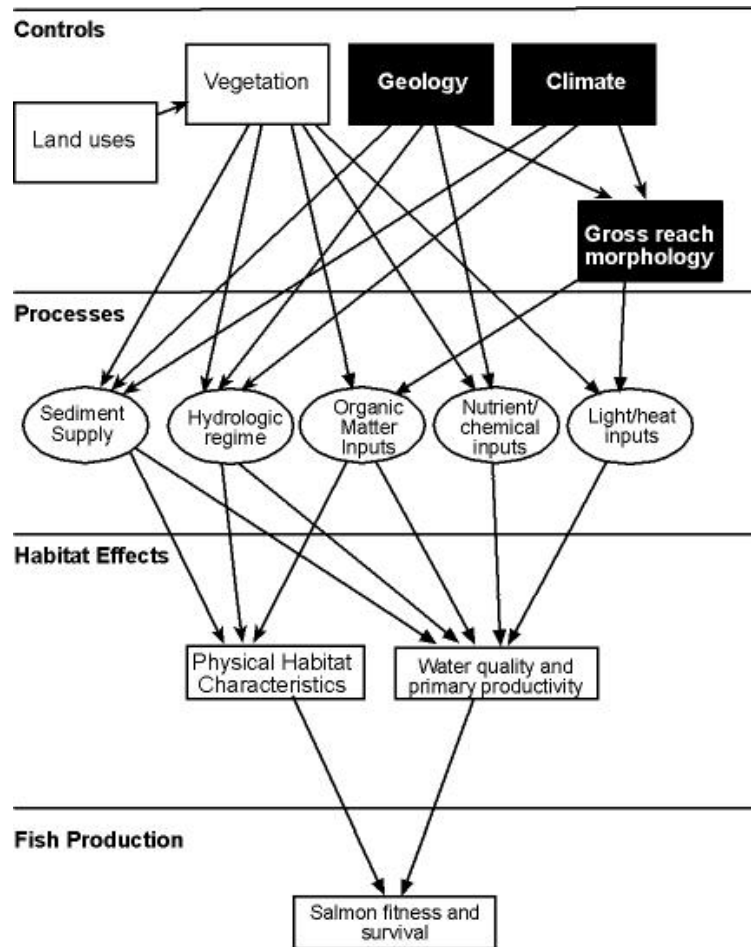 Controls
Vegetation
Geology
Climate
Land uses
Gross reach
morphology
Processes
Sediment
Supply
Hydrologic
regime
Organic
Matter
Inputs
Nutrient/
chemical
inputs
Light/heat
inputs
Habitat Effects
Physical Habitat
Characteristics
Water quality and
primary productivity
Fish Production
Salmon fitness and
survival